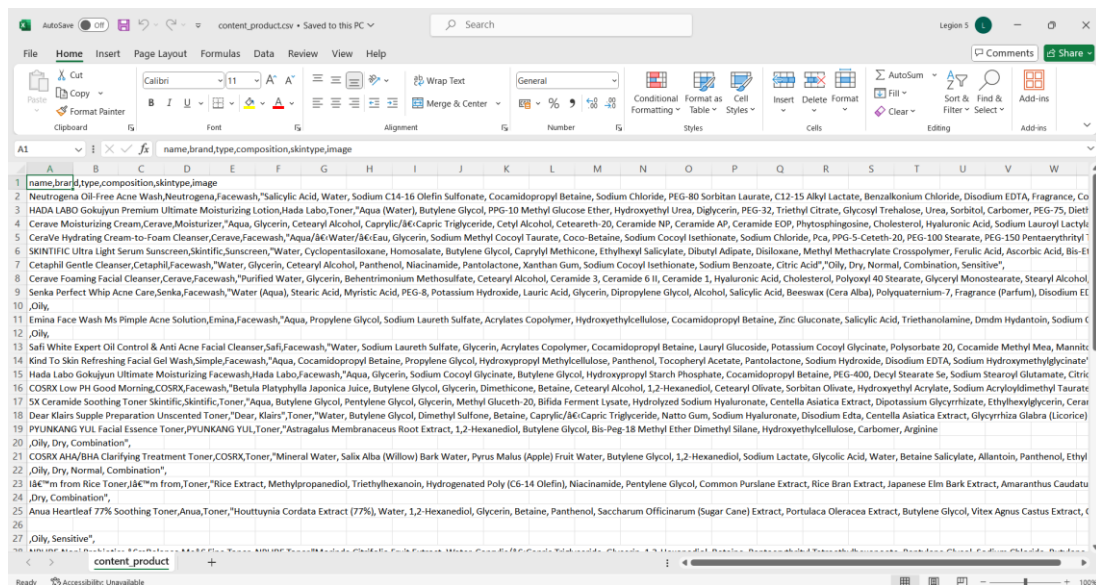 AutoSave Off content_product.csv • Saved to this PC Search Legion 5 L
File Home Insert Page Layout Formulas Data Review View Help Comments Share
Cut
Copy
Paste
Format Painter
Clipboard
Calibri 11
Font
Wrap Text
Merge & Center
Alignment
General
Number
Conditional Formatting
Format as Table
Cell Styles
Styles
Insert Delete Format
Cells
AutoSum
Fill
Clear
Sort & Filter
Find & Select
Editing
Add-ins
Add-ins
A1 fx name,brand,type,composition,skintype,image
A B C D E F G H I J K L M N O P Q R S T U V W
1 name,brand,type,composition,skintype,image
2 Neutrogena Oil-Free Acne Wash,Neutrogena,Facewash,"Salicylic Acid, Water, Sodium C14-16 Olefin Sulfonate, Cocamidopropyl Betaine, Sodium Chloride, PEG-80 Sorbitan Laurate, C12-15 Alkyl Lactate, Benzalkonium Chloride, Disodium EDTA, Fragrance, Co
3 HADA LABO Gokujyun Premium Ultimate Moisturizing Lotion,Hada Labo,Toner,"Aqua (Water), Butylene Glycol, PPG-10 Methyl Glucose Ether, Hydroxyethyl Urea, Diglycerin, PEG-32, Triethyl Citrate, Glycosyl Trehalose, Urea, Sorbitol, Carbomer, PEG-75, Dieth
4 Cerave Moisturizing Cream,Cerave,Moisturizer,"Aqua, Glycerin, Cetearyl Alcohol, Caprylic/â€‹Capric Triglyceride, Cetyl Alcohol, Ceteareth-20, Ceramide NP, Ceramide AP, Ceramide EOP, Phytosphingosine, Cholesterol, Hyaluronic Acid, Sodium Lauroyl Lactyla
5 CeraVe Hydrating Cream-to-Foam Cleanser,Cerave,Facewash,"Aqua/â€‹Water/â€‹Eau, Glycerin, Sodium Methyl Cocoyl Taurate, Coco-Betaine, Sodium Cocoyl Isethionate, Sodium Chloride, Pca, PPG-5-Ceteth-20, PEG-100 Stearate, PEG-150 Pentaerythrityl T
6 SKINTIFIC Ultra Light Serum Sunscreen,Skintific,Sunscreen,"Water, Cyclopentasiloxane, Homosalate, Butylene Glycol, Caprylyl Methicone, Ethylhexyl Salicylate, Dibutyl Adipate, Disiloxane, Methyl Methacrylate Crosspolymer, Ferulic Acid, Ascorbic Acid, Bis-Et
7 Cetaphil Gentle Cleanser,Cetaphil,Facewash,"Water, Glycerin, Cetearyl Alcohol, Panthenol, Niacinamide, Pantolactone, Xanthan Gum, Sodium Cocoyl Isethionate, Sodium Benzoate, Citric Acid","Oily, Dry, Normal, Combination, Sensitive",
8 Cerave Foaming Facial Cleanser,Cerave,Facewash,"Purified Water, Glycerin, Behentrimonium Methosulfate, Cetearyl Alcohol, Ceramide 3, Ceramide 6 II, Ceramide 1, Hyaluronic Acid, Cholesterol, Polyoxyl 40 Stearate, Glyceryl Monostearate, Stearyl Alcohol,
9 Senka Perfect Whip Acne Care,Senka,Facewash,"Water (Aqua), Stearic Acid, Myristic Acid, PEG-8, Potassium Hydroxide, Lauric Acid, Glycerin, Dipropylene Glycol, Alcohol, Salicylic Acid, Beeswax (Cera Alba), Polyquaternium-7, Fragrance (Parfum), Disodium ED
10 ,Oily,
11 Emina Face Wash Ms Pimple Acne Solution,Emina,Facewash,"Aqua, Propylene Glycol, Sodium Laureth Sulfate, Acrylates Copolymer, Hydroxyethylcellulose, Cocamidopropyl Betaine, Zinc Gluconate, Salicylic Acid, Triethanolamine, Dmdm Hydantoin, Sodium C
12 ,Oily,
13 Safi White Expert Oil Control & Anti Acne Facial Cleanser,Safi,Facewash,"Water, Sodium Laureth Sulfate, Glycerin, Acrylates Copolymer, Cocamidopropyl Betaine, Lauryl Glucoside, Potassium Cocoyl Glycinate, Polysorbate 20, Cocamide Methyl Mea, Mannito
14 Kind To Skin Refreshing Facial Gel Wash,Simple,Facewash,"Aqua, Cocamidopropyl Betaine, Propylene Glycol, Hydroxypropyl Methylcellulose, Panthenol, Tocopheryl Acetate, Pantolactone, Sodium Hydroxide, Disodium EDTA, Sodium Hydroxymethylglycinate"
15 Hada Labo Gokujyun Ultimate Moisturizing Facewash,Hada Labo,Facewash,"Aqua, Glycerin, Sodium Cocoyl Glycinate, Butylene Glycol, Hydroxypropyl Starch Phosphate, Cocamidopropyl Betaine, PEG-400, Decyl Stearate Se, Sodium Stearoyl Glutamate, Citric
16 COSRX Low PH Good Morning,COSRX,Facewash,"Betula Platyphylla Japonica Juice, Butylene Glycol, Glycerin, Dimethicone, Betaine, Cetearyl Alcohol, 1,2-Hexanediol, Cetearyl Olivate, Sorbitan Olivate, Hydroxyethyl Acrylate, Sodium Acryloyldimethyl Taurate
17 5X Ceramide Soothing Toner Skintific,Skintific,Toner,"Aqua, Butylene Glycol, Pentylene Glycol, Glycerin, Methyl Gluceth-20, Bifida Ferment Lysate, Hydrolyzed Sodium Hyaluronate, Centella Asiatica Extract, Dipotassium Glycyrrhizate, Ethylhexylglycerin, Ceran
18 Dear Klairs Supple Preparation Unscented Toner,"Dear, Klairs",Toner,"Water, Butylene Glycol, Dimethyl Sulfone, Betaine, Caprylic/â€‹Capric Triglyceride, Natto Gum, Sodium Hyaluronate, Disodium Edta, Centella Asiatica Extract, Glycyrrhiza Glabra (Licorice)
19 PYUNKANG YUL Facial Essence Toner,PYUNKANG YUL,Toner,"Astragalus Membranaceus Root Extract, 1,2-Hexanediol, Butylene Glycol, Bis-Peg-18 Methyl Ether Dimethyl Silane, Hydroxyethylcellulose, Carbomer, Arginine
20 ,Oily, Dry, Combination",
21 COSRX AHA/BHA Clarifying Treatment Toner,COSRX,Toner,"Mineral Water, Salix Alba (Willow) Bark Water, Pyrus Malus (Apple) Fruit Water, Butylene Glycol, 1,2-Hexanediol, Sodium Lactate, Glycolic Acid, Water, Betaine Salicylate, Allantoin, Panthenol, Ethyl
22 ,Oily, Dry, Normal, Combination",
23 Iâ€™m from Rice Toner,Iâ€™m from,Toner,"Rice Extract, Methylpropanediol, Triethylhexanoin, Hydrogenated Poly (C6-14 Olefin), Niacinamide, Pentylene Glycol, Common Purslane Extract, Rice Bran Extract, Japanese Elm Bark Extract, Amaranthus Caudatu
24 ,Dry, Combination",
25 Anua Heartleaf 77% Soothing Toner,Anua,Toner,"Houttuynia Cordata Extract (77%), Water, 1,2-Hexanediol, Glycerin, Betaine, Panthenol, Saccharum Officinarum (Sugar Cane) Extract, Portulaca Oleracea Extract, Butylene Glycol, Vitex Agnus Castus Extract,
26
27 ,Oily, Sensitive",
content_product
Ready Accessibility: Unavailable 100%